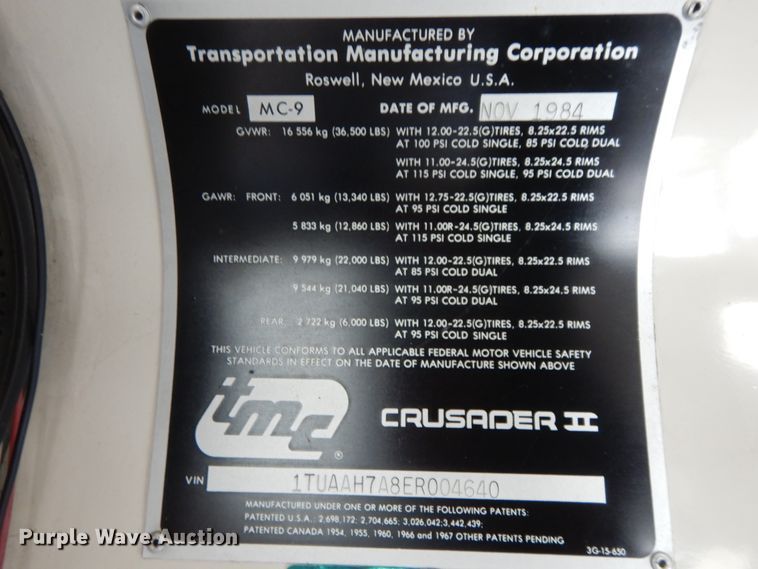 MANUFACTURED BY
Transportation Manufacturing Corporation
Roswell, New Mexico U.S.A.
MODEL MC-9 DATE OF MFG. NOV 1984
GVWR: 16 556 kg (36,500 LBS) WITH 12.00-22.5(G)TIRES, 8.25x22.5 RIMS
AT 100 PSI COLD SINGLE, 85 PSI COLD DUAL
WITH 11.00-24.5(G)TIRES, 8.25x24.5 RIMS
AT 115 PSI COLD SINGLE, 95 PSI COLD DUAL
GAWR: FRONT: 6 051 kg (13,340 LBS) WITH 12.75-22.5(G)TIRES, 8.25x22.5 RIMS
AT 95 PSI COLD SINGLE
5 833 kg (12,860 LBS) WITH 11.00R-24.5(G)TIRES, 8.25x24.5 RIMS
AT 115 PSI COLD SINGLE
INTERMEDIATE: 9 979 kg (22,000 LBS) WITH 12.00-22.5(G)TIRES, 8.25x22.5 RIMS
AT 85 PSI COLD DUAL
9 544 kg (21,040 LBS) WITH 11.00R-24.5(G)TIRES, 8.25x24.5 RIMS
AT 95 PSI COLD DUAL
REAR: 2 722 kg (6,000 LBS) WITH 12.00-22.5(G)TIRES, 8.25x22.5 RIMS
AT 95 PSI COLD SINGLE
THIS VEHICLE CONFORMS TO ALL APPLICABLE FEDERAL MOTOR VEHICLE SAFETY
STANDARDS IN EFFECT ON THE DATE OF MANUFACTURE SHOWN ABOVE
tmc ® CRUSADER II
VIN 1TUAAH7A8ER004640
MANUFACTURED UNDER ONE OR MORE OF THE FOLLOWING PATENTS:
PATENTED U.S.A.: 2,698,172; 2,704,665; 3,026,042; 3,442,439;
PATENTED CANADA 1954, 1955, 1960, 1966 and 1967 OTHER PATENTS PENDING
3G-15-650
Purple Wave Auction